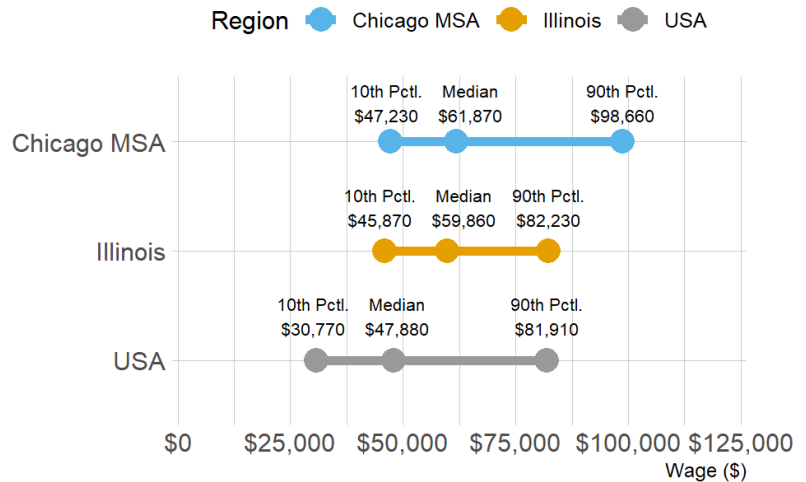 Region Chicago MSA Illinois USA
10th Pctl. Median 90th Pctl.
$47,230 $61,870 $98,660
Chicago MSA
10th Pctl. Median 90th Pctl.
$45,870 $59,860 $82,230
Illinois
10th Pctl. Median 90th Pctl.
$30,770 $47,880 $81,910
USA
$0 $25,000 $50,000 $75,000 $100,000 $125,000
Wage ($)